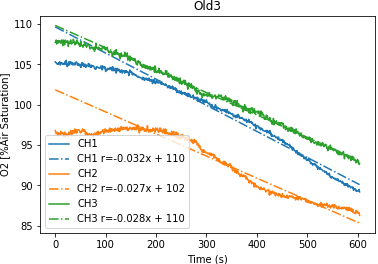 Old3
O2 [%Air Saturation]
110
105
100
95
90
85
CH1
CH1 r=-0.032x + 110
CH2
CH2 r=-0.027x + 102
CH3
CH3 r=-0.028x + 110
0 100 200 300 400 500 600
Time (s)